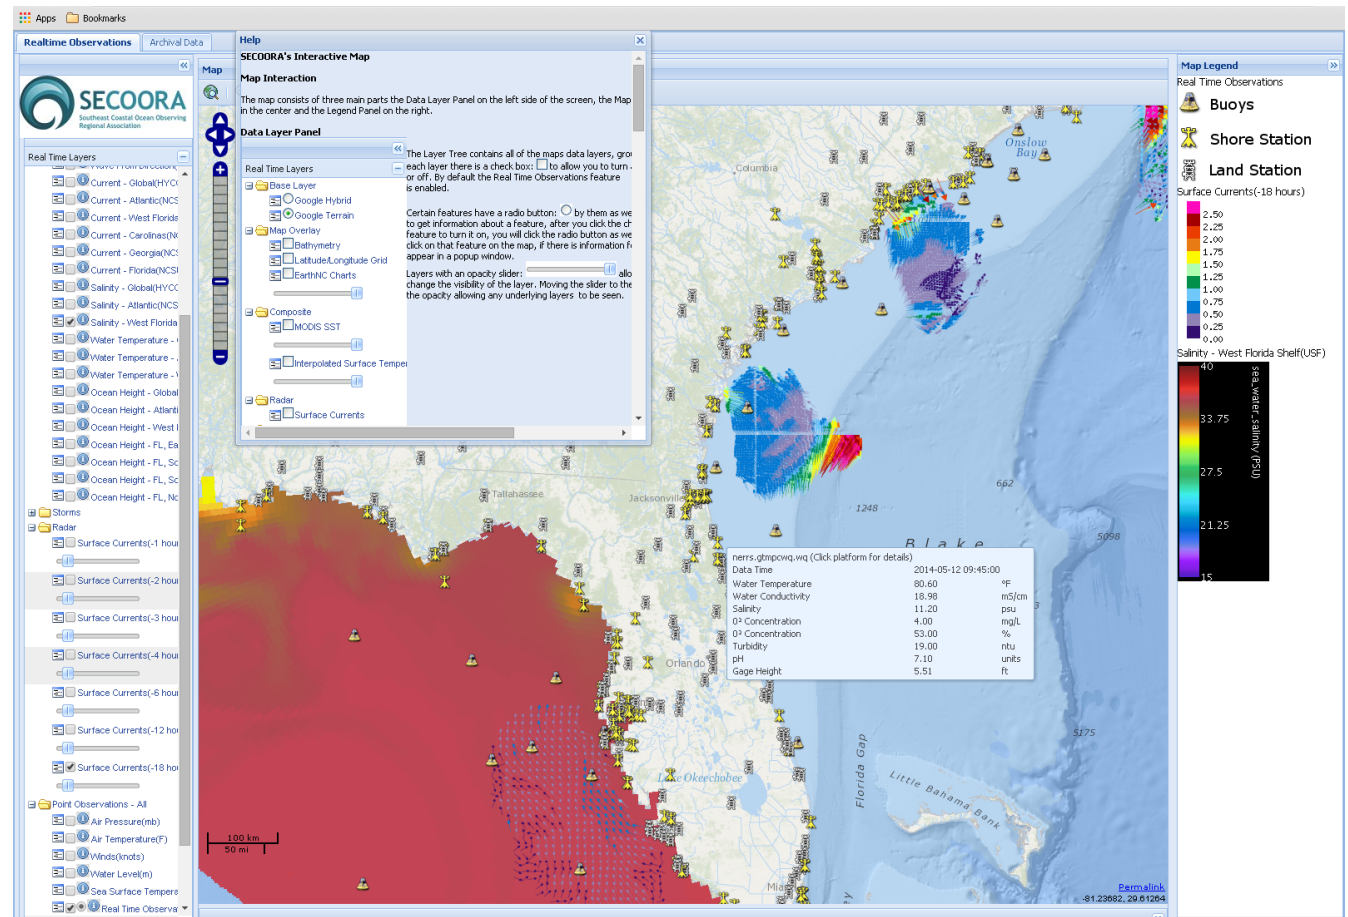 Apps Bookmarks
Realtime Observations Archival Data
SECOORA
Southeast Coastal Ocean Observing
Regional Association
Real Time Layers
Wave From Direction(
Current - Global(HYC
Current - Atlantic(NCS
Current - West Florida
Current - Carolinas(N
Current - Georgia(NCS
Current - Florida(NCS
Salinity - Global(HYCC
Salinity - Atlantic(NCS
Salinity - West Florida
Water Temperature -
Water Temperature -
Water Temperature -
Ocean Height - Global
Ocean Height - Atlanti
Ocean Height - West
Ocean Height - FL, Ea
Ocean Height - FL, Sc
Ocean Height - FL, Sc
Ocean Height - FL, No
Storms
Radar
Surface Currents(-1 hour
Surface Currents(-2 hour
Surface Currents(-3 hour
Surface Currents(-4 hour
Surface Currents(-6 hour
Surface Currents(-12 hou
Surface Currents(-18 hou
Point Observations - All
Air Pressure(mb)
Air Temperature(F)
Winds(knots)
Water Level(m)
Sea Surface Tempera
Real Time Observa
Map
Help
SECOORA's Interactive Map
Map Interaction
The map consists of three main parts the Data Layer Panel on the left side of the screen, the Map
in the center and the Legend Panel on the right.
Data Layer Panel
Real Time Layers
Base Layer
Google Hybrid
Google Terrain
Map Overlay
Bathymetry
Latitude/Longitude Grid
EarthNC Charts
Composite
MODIS SST
Interpolated Surface Temper
Radar
Surface Currents
The Layer Tree contains all of the maps data layers, grou
each layer there is a check box: to allow you to turn
or off. By default the Real Time Observations feature
is enabled.
Certain features have a radio button: by them as we
to get information about a feature, after you click the ch
feature to turn it on, you will click the radio button as we
click on that feature on the map, if there is information f
appear in a popup window.
Layers with an opacity slider: allo
change the visibility of the layer. Moving the slider to the
the opacity allowing any underlying layers to be seen.
Columbia
Onslow
Bay
Tallahassee
Jacksonville
662
1248
Blake
5098
nerrs.gtmpcwq.wq (Click platform for details)
Data Time 2014-05-12 09:45:00
Water Temperature 80.60 °F
Water Conductivity 18.98 mS/cm
Salinity 11.20 psu
O² Concentration 4.00 mg/L
O² Concentration 53.00 %
Turbidity 19.00 ntu
pH 7.10 units
Gage Height 5.51 ft
3
Orlando
5175
Lake Okeechobee
Florida Gap
Little Bahama Bank
100 km
50 mi
Mia
Permalink
-81.23682, 29.61264
Map Legend
Real Time Observations
Buoys
Shore Station
Land Station
Surface Currents(-18 hours)
2.50
2.25
2.00
1.75
1.50
1.25
1.00
0.75
0.50
0.25
0.00
Salinity - West Florida Shelf(USF)
40
33.75
27.5
21.25
15
sea_water_salinity (PSU)